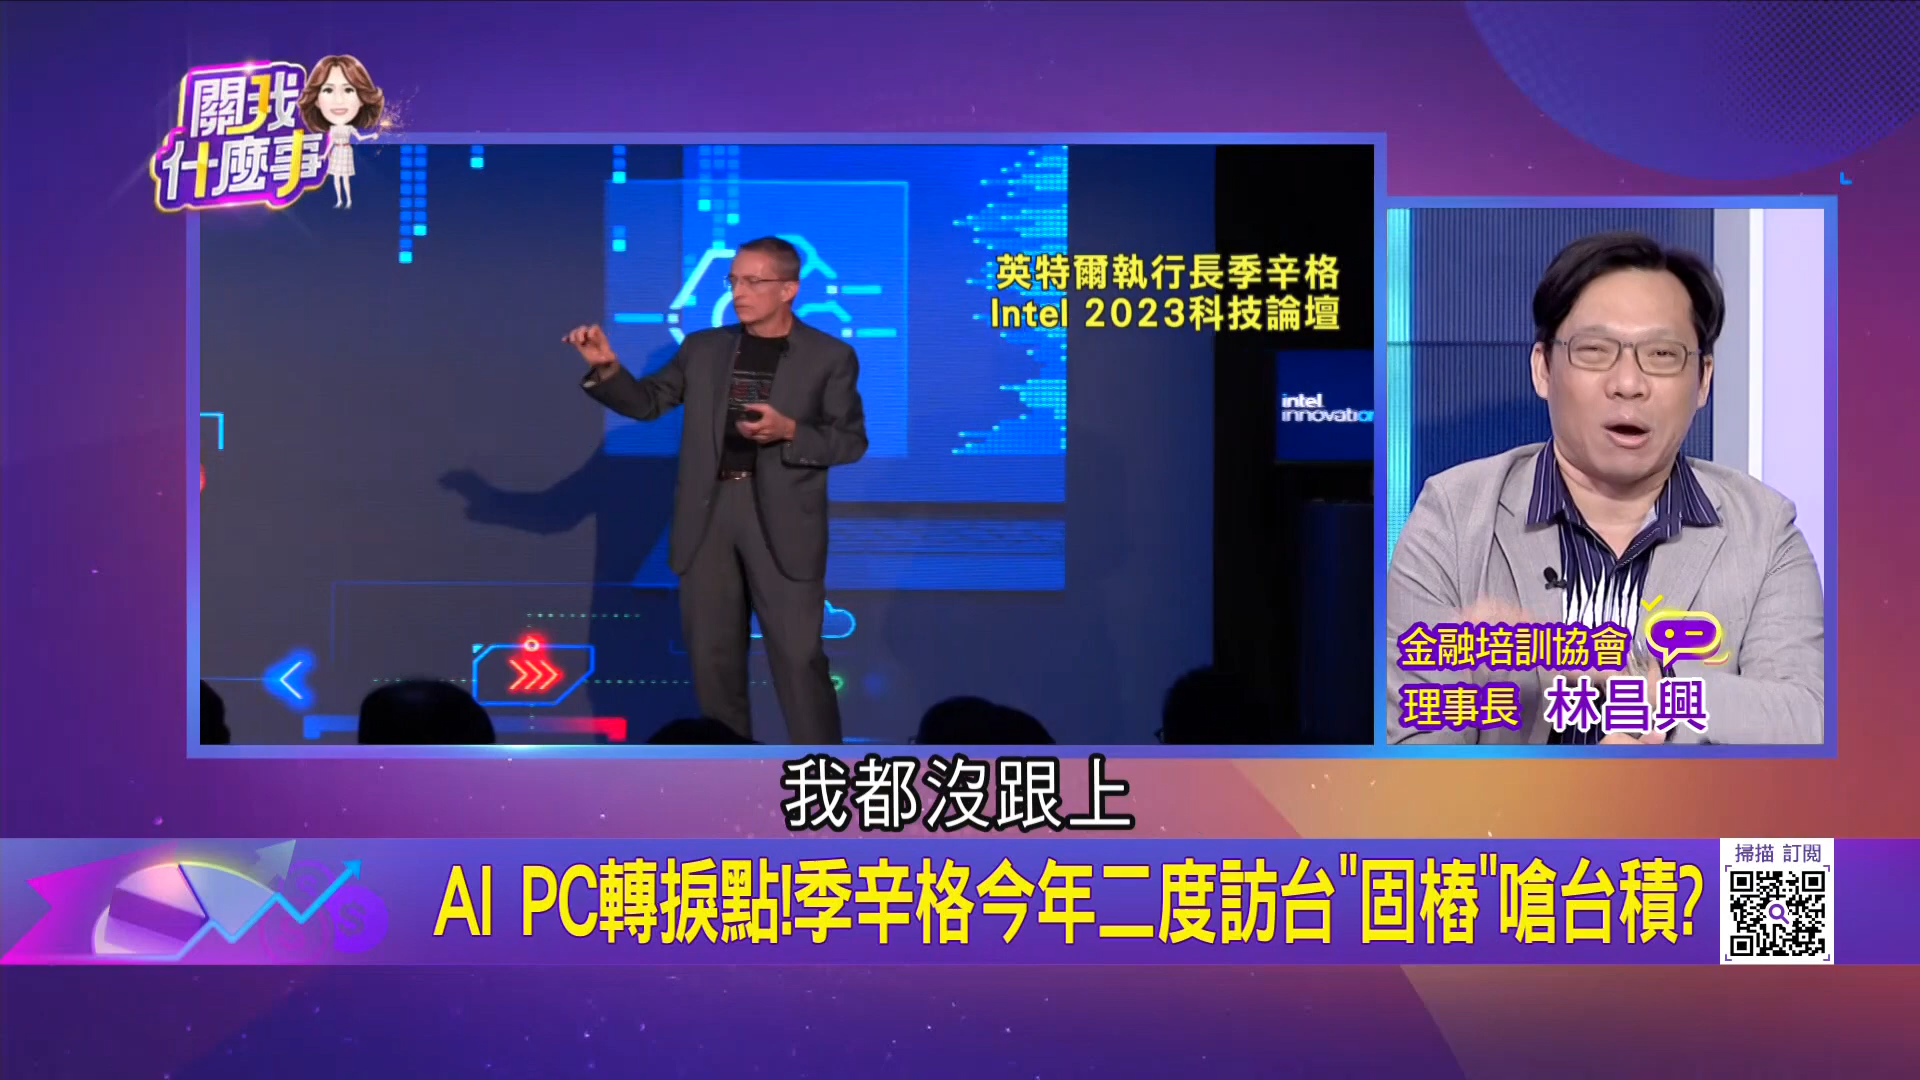 關我
什麼事
英特爾執行長季辛格
Intel 2023科技論壇
intel
innovation
金融培訓協會
理事長 林昌興
我都沒跟上
AI PC轉捩點!季辛格今年二度訪台"固樁"嗆台積?
掃描 訂閱